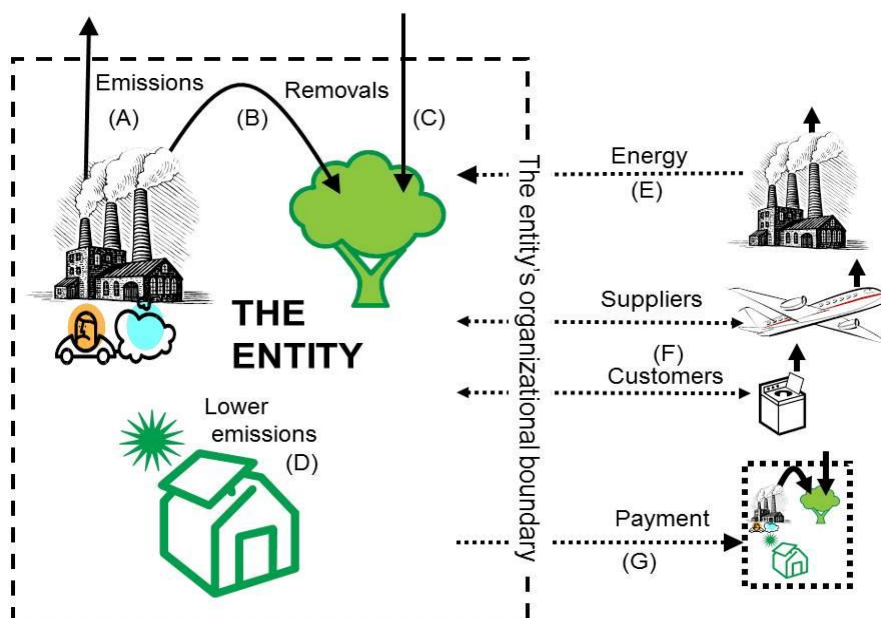 Emissions
(A)
(B)
Removals
(C)
THE
ENTITY
Lower
emissions
(D)
The entity's organizational boundary
Energy
(E)
Suppliers
(F)
Customers
Payment
(G)